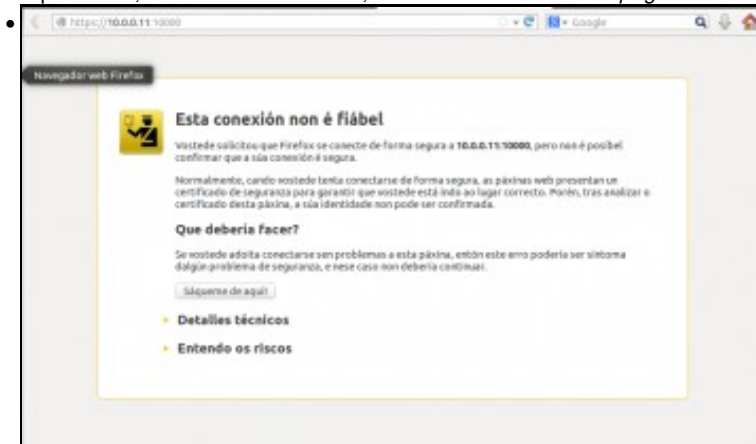 https://10.0.0.11:10000
Google
Navegador web Firefox
Esta conexión non é fiábel
Vostede solicitou que Firefox se conecte de forma segura a 10.0.0.11:10000, pero non é posíbel
confirmar que a súa conexión é segura.
Normalmente, cando vostede tenta conectarse de forma segura, as páxinas web presentan un
certificado de seguranza para garantir que vostede está indo ao lugar correcto. Porén, tras analizar o
certificado desta páxina, a súa identidade non pode ser confirmada.
Que debería facer?
Se vostede adoita conectarse sen problemas a esta páxina, entón este erro podería ser síntoma
dalgún problema de seguranza, e nese caso non debería continuar.
Sáqueme de aquí!
Detalles técnicos
Entendo os riscos